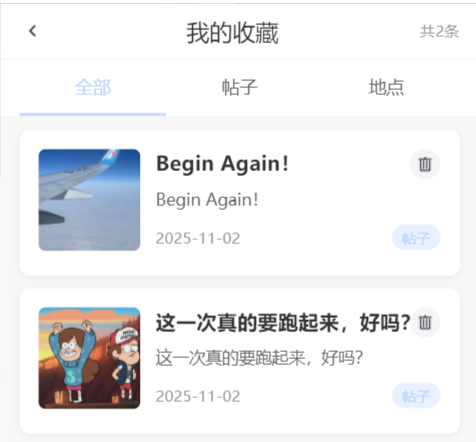 我的收藏
共2条
全部
帖子
地点
Begin Again!
Begin Again!
2025-11-02
帖子
这一次真的要跑起来，好吗?
这一次真的要跑起来，好吗?
2025-11-02
帖子